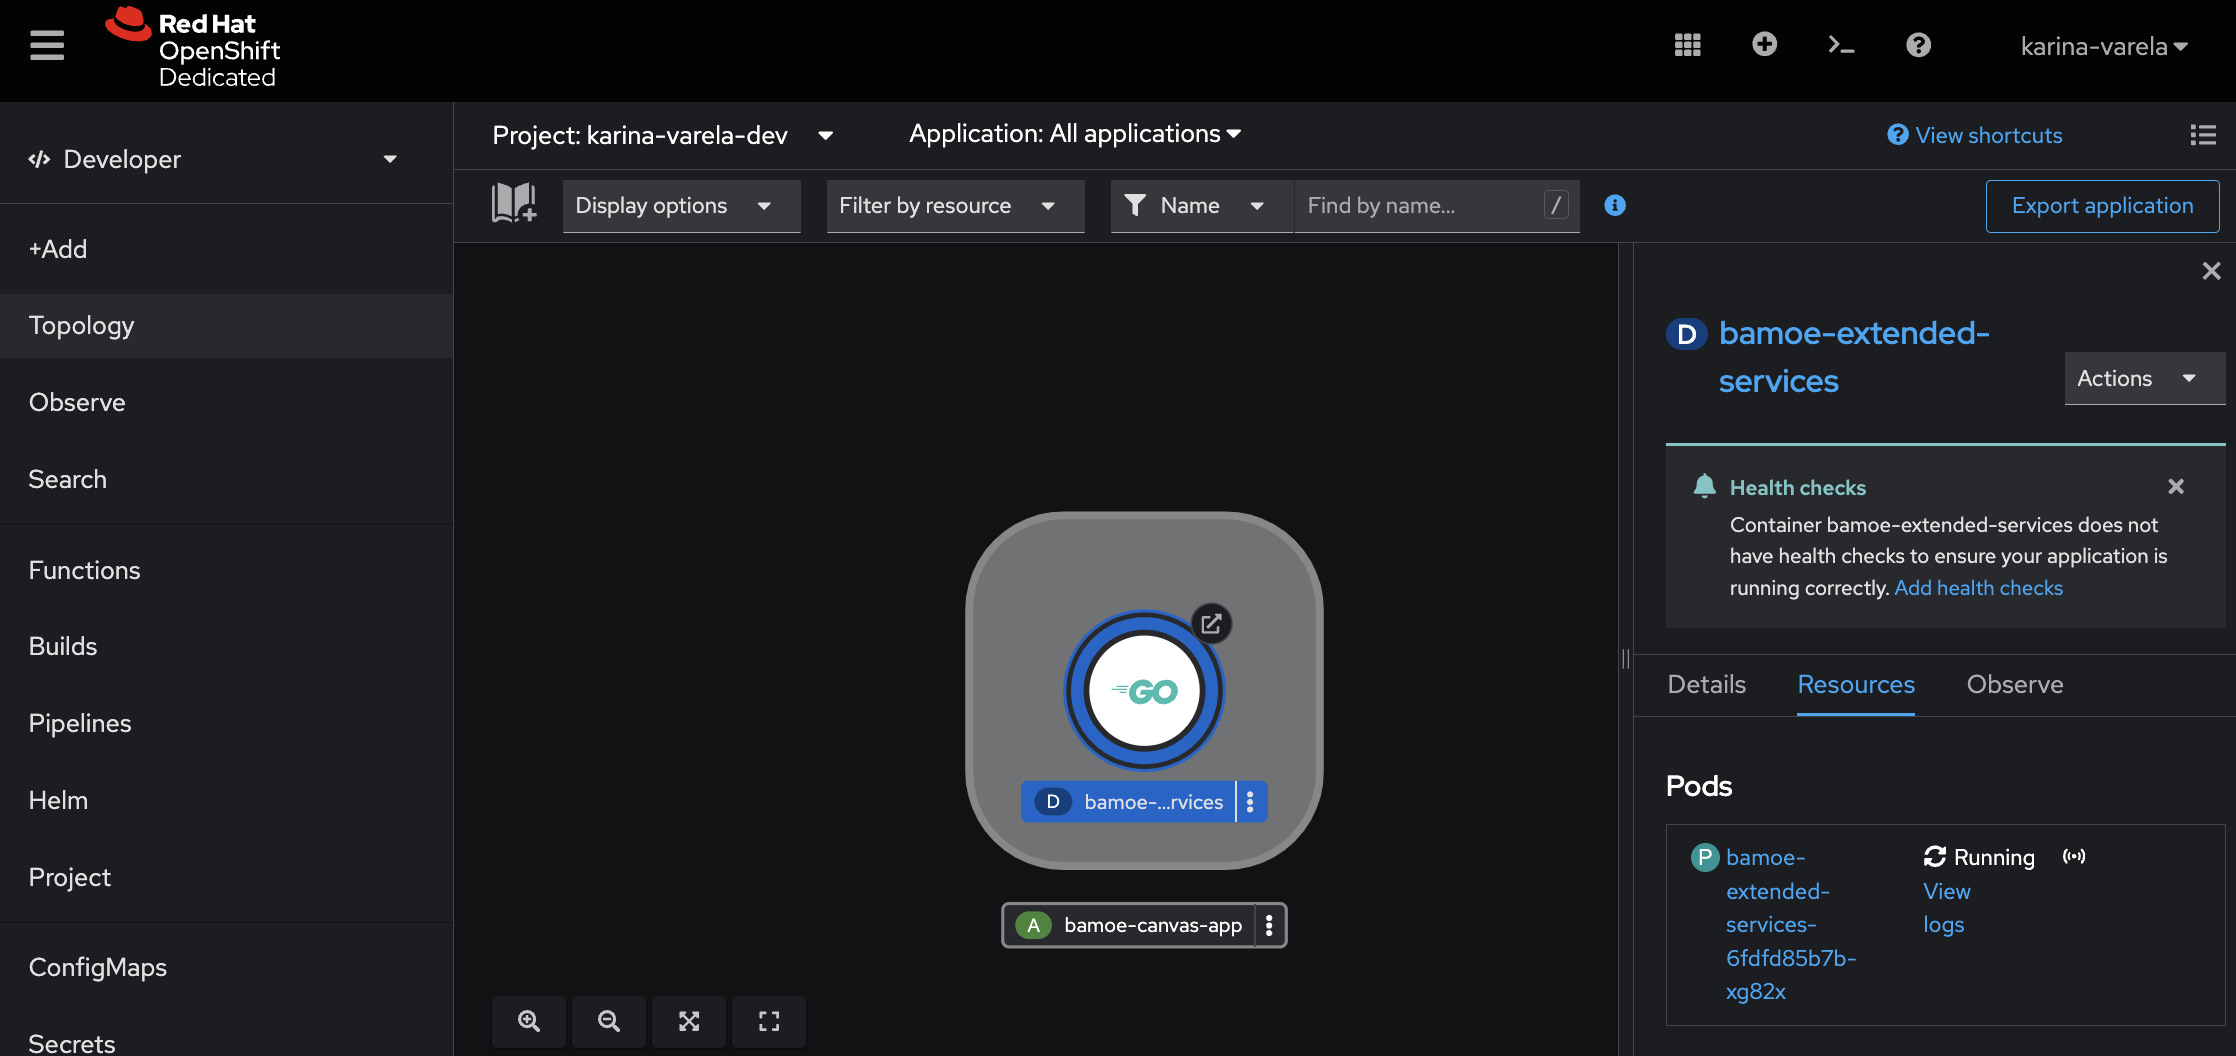 Red Hat
OpenShift
Dedicated
karina-varela
Developer
+Add
Topology
Observe
Search
Functions
Builds
Pipelines
Helm
Project
ConfigMaps
Secrets
Project: karina-varela-dev
Application: All applications
View shortcuts
Display options
Filter by resource
Name
Find by name...
/
Export application
GO
D bamoe-...rvices
A bamoe-canvas-app
D bamoe-extended-
services
Actions
Health checks
Container bamoe-extended-services does not
have health checks to ensure your application is
running correctly. Add health checks
Details
Resources
Observe
Pods
P bamoe-
extended-
services-
6fdfd85b7b-
xg82x
Running
View
logs